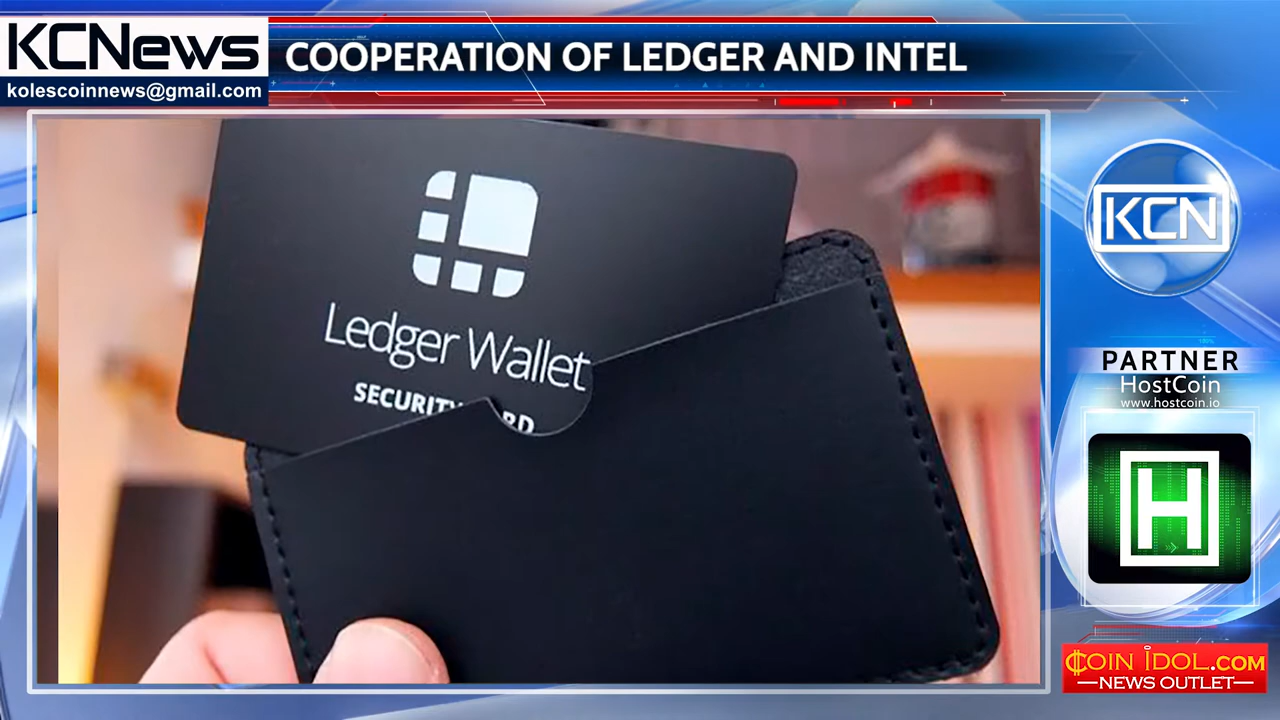 KCNews
kolescoinnews@gmail.com
COOPERATION OF LEDGER AND INTEL
Ledger Wallet
KCN
PARTNER
HostCoin
www.hostcoin.io
H
COIN IDOL.COM
NEWS OUTLET